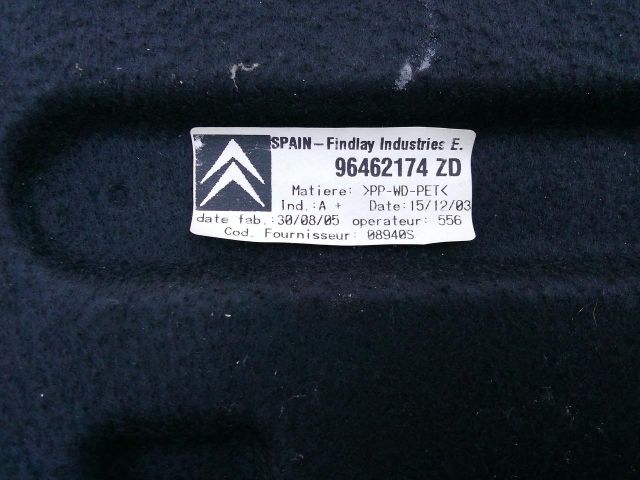 SPAIN-Findlay Industries E.
96462174 ZD
Matiere: >PP-WD-PET<
Ind.:A + Date:15/12/03
date fab.:30/08/05 operateur: 556
Cod. Fournisseur: 08940S